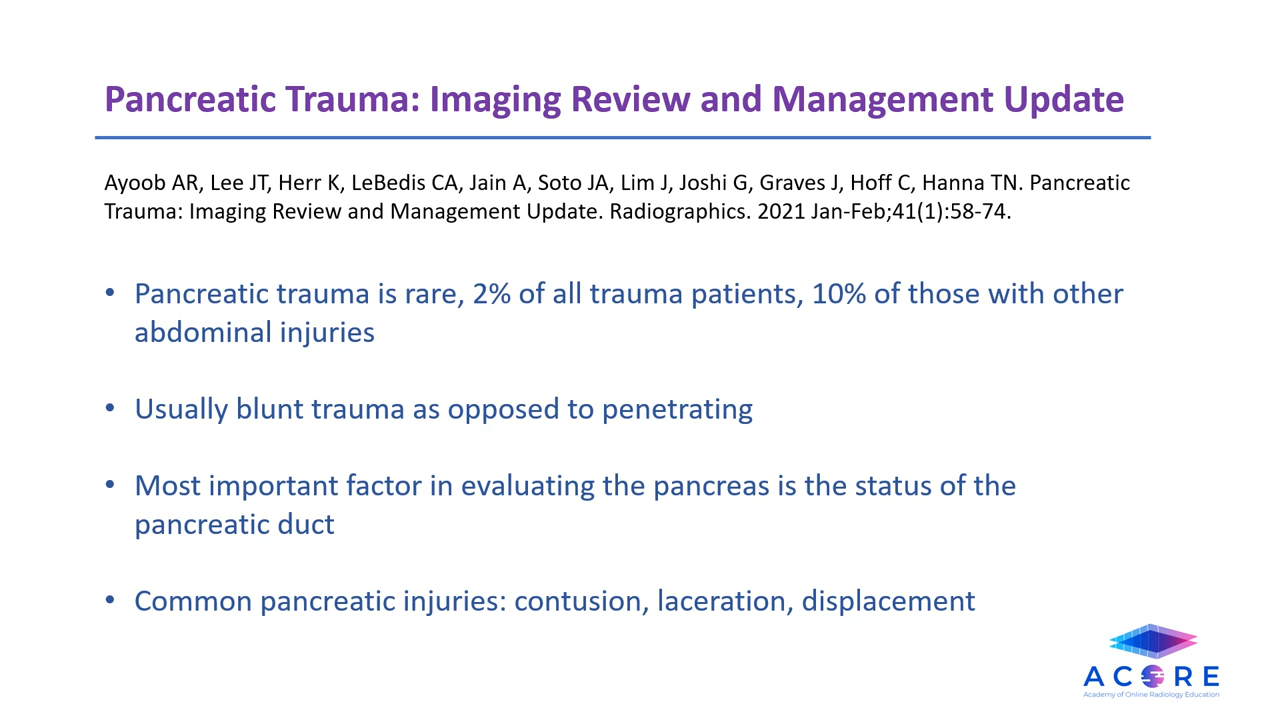 Pancreatic Trauma: Imaging Review and Management Update
Ayoob AR, Lee JT, Herr K, LeBedis CA, Jain A, Soto JA, Lim J, Joshi G, Graves J, Hoff C, Hanna TN. Pancreatic
Trauma: Imaging Review and Management Update. Radiographics. 2021 Jan-Feb;41(1):58-74.
• Pancreatic trauma is rare, 2% of all trauma patients, 10% of those with other
abdominal injuries
• Usually blunt trauma as opposed to penetrating
• Most important factor in evaluating the pancreas is the status of the
pancreatic duct
• Common pancreatic injuries: contusion, laceration, displacement
ACORE
Academy of Online Radiology Education